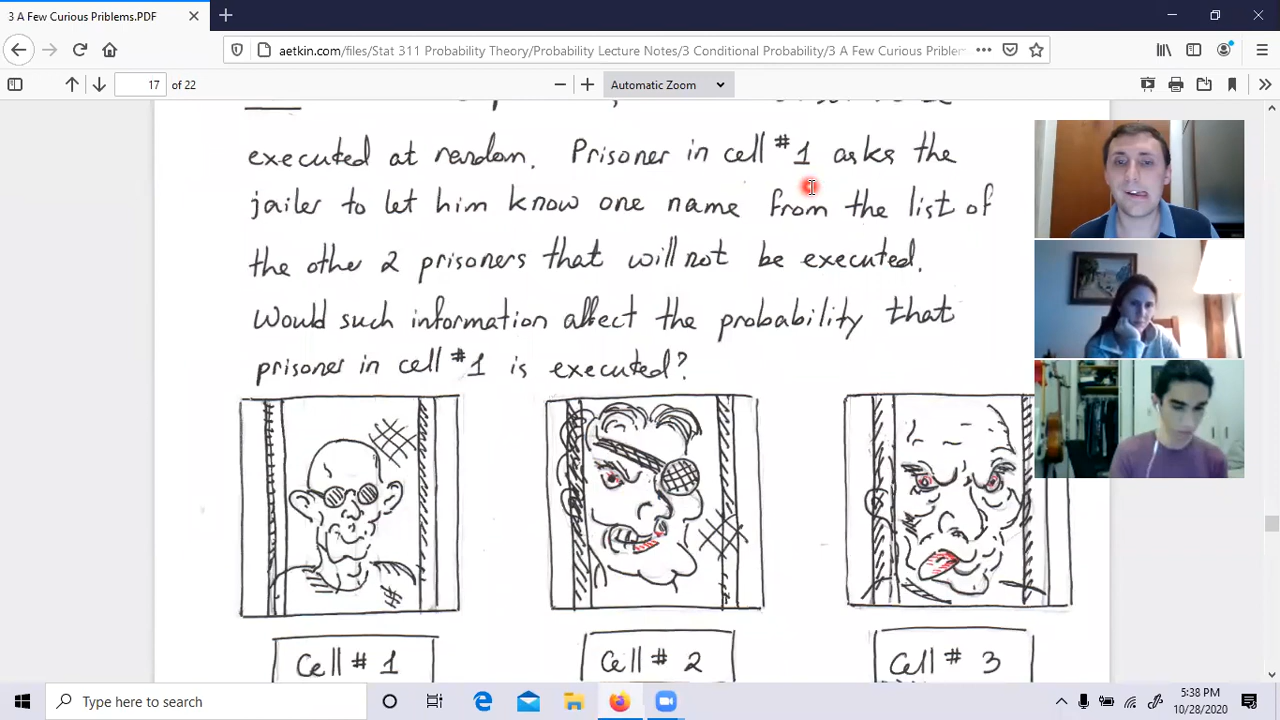 3 A Few Curious Priblems.PDF
aetkin.com/files/Stat 311 Probability Theory/Probability Lecture Notes/3 Conditional Probability/3 A Few Curious Priblem
17 of 22
Automatic Zoom
executed at random. Prisoner in cell #1 asks the
jailer to let him know one name from the list of
the other 2 prisoners that will not be executed.
Would such information affect the probability that
prisoner in cell #1 is executed?
Cell # 1
Cell # 2
Cell # 3
Type here to search
5:38 PM
10/28/2020